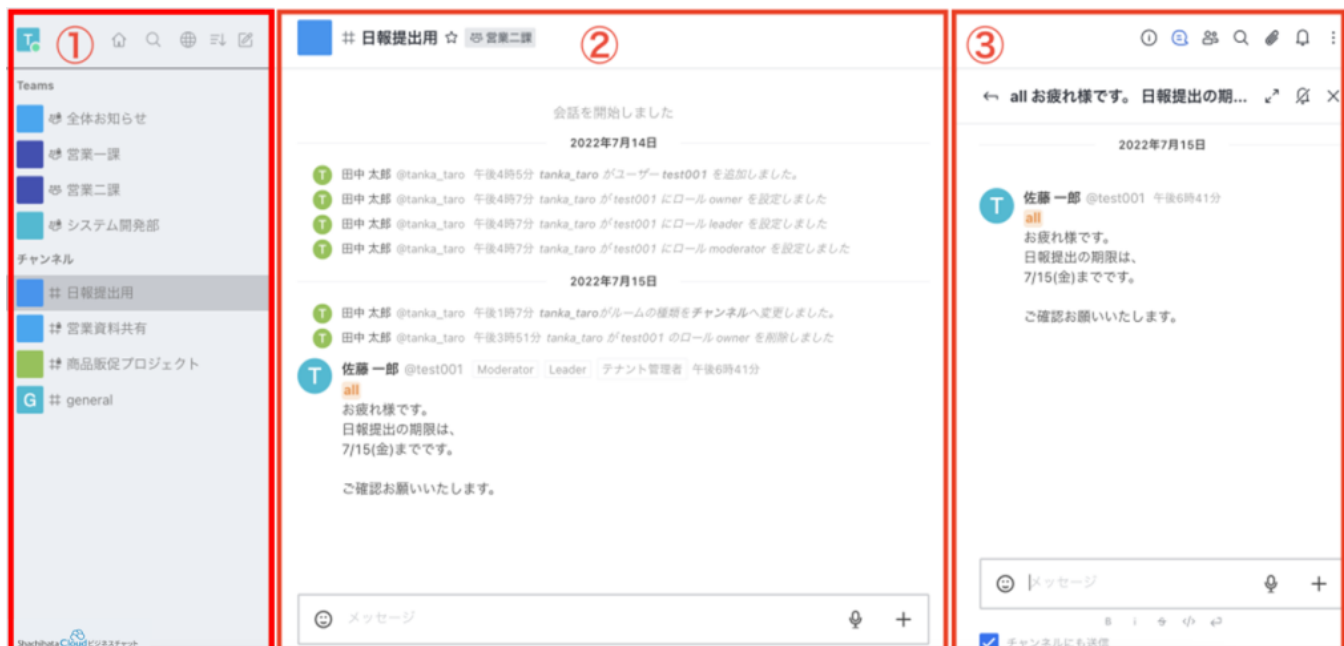 T
①
Teams
全体お知らせ
営業一課
営業二課
システム開発部
チャンネル
日報提出用
営業資料共有
商品販促プロジェクト
G general
Shachihata Cloud ビジネスチャット
日報提出用 営業二課
②
会話を開始しました
2022年7月14日
T 田中 太郎 @tanka_taro 午後4時5分 tanka_taro がユーザー test001 を追加しました。
T 田中 太郎 @tanka_taro 午後4時7分 tanka_taro が test001 にロール owner を設定しました
T 田中 太郎 @tanka_taro 午後4時7分 tanka_taro が test001 にロール leader を設定しました
T 田中 太郎 @tanka_taro 午後4時7分 tanka_taro が test001 にロール moderator を設定しました
2022年7月15日
T 田中 太郎 @tanka_taro 午後1時7分 tanka_taroがルームの種類をチャンネルへ変更しました。
T 田中 太郎 @tanka_taro 午後3時51分 tanka_taro が test001 のロール owner を削除しました
T 佐藤 一郎 @test001 Moderator Leader テナント管理者 午後6時41分
all
お疲れ様です。
日報提出の期限は、
7/15(金)までです。
ご確認お願いいたします。
メッセージ
③
all お疲れ様です。 日報提出の期...
2022年7月15日
T 佐藤 一郎 @test001 午後6時41分
all
お疲れ様です。
日報提出の期限は、
7/15(金)までです。
ご確認お願いいたします。
メッセージ
B i S </>
チャンネルにも送信